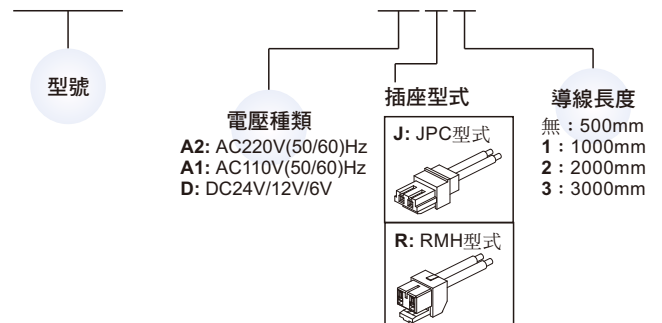 型號
電壓種類
A2: AC220V(50/60)Hz
A1: AC110V(50/60)Hz
D: DC24V/12V/6V
插座型式
J: JPC型式
R: RMH型式
導線長度
無：500mm
1：1000mm
2：2000mm
3：3000mm